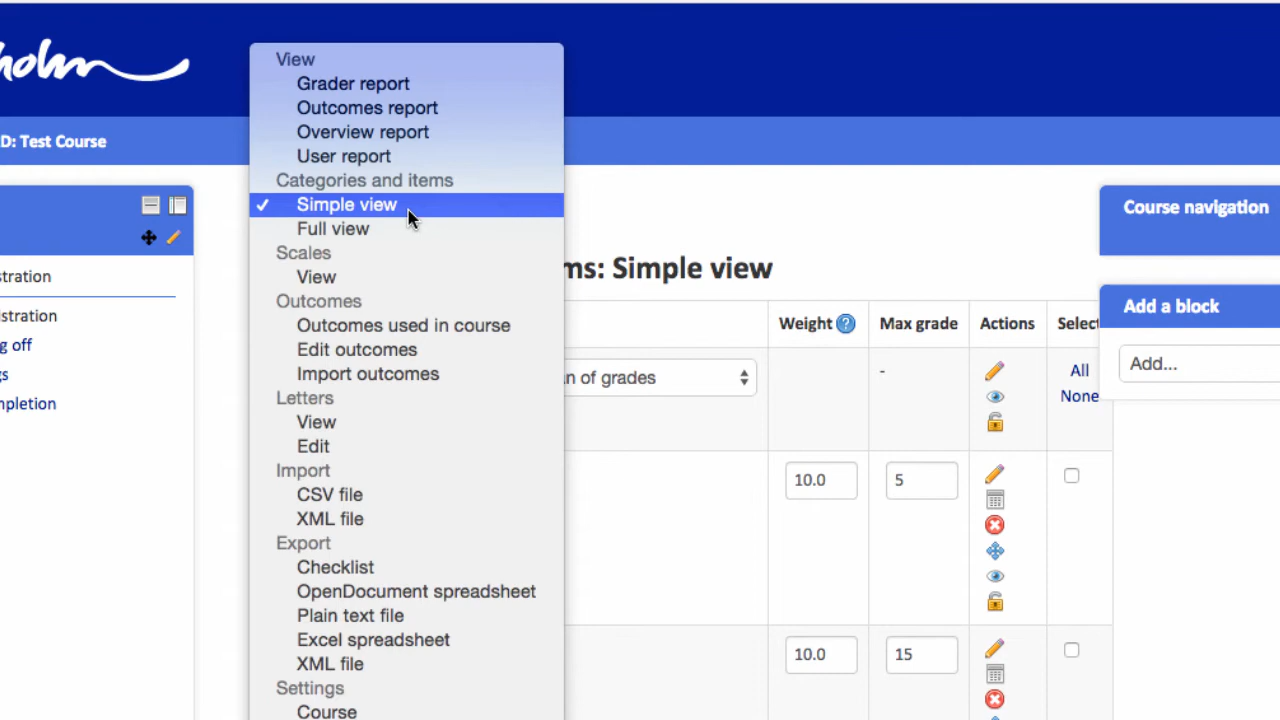 holm
View
Grader report
Outcomes report
Overview report
User report
Categories and items
Simple view
Full view
Scales
View
Outcomes
Outcomes used in course
Edit outcomes
Import outcomes
Letters
View
Edit
Import
CSV file
XML file
Export
Checklist
OpenDocument spreadsheet
Plain text file
Excel spreadsheet
XML file
Settings
Course
D: Test Course
stration
stration
g off
gs
mpletion
ms: Simple view
Weight Max grade Actions Select
n of grades
-
All
None
10.0 5
10.0 15
Course navigation
Add a block
Add...